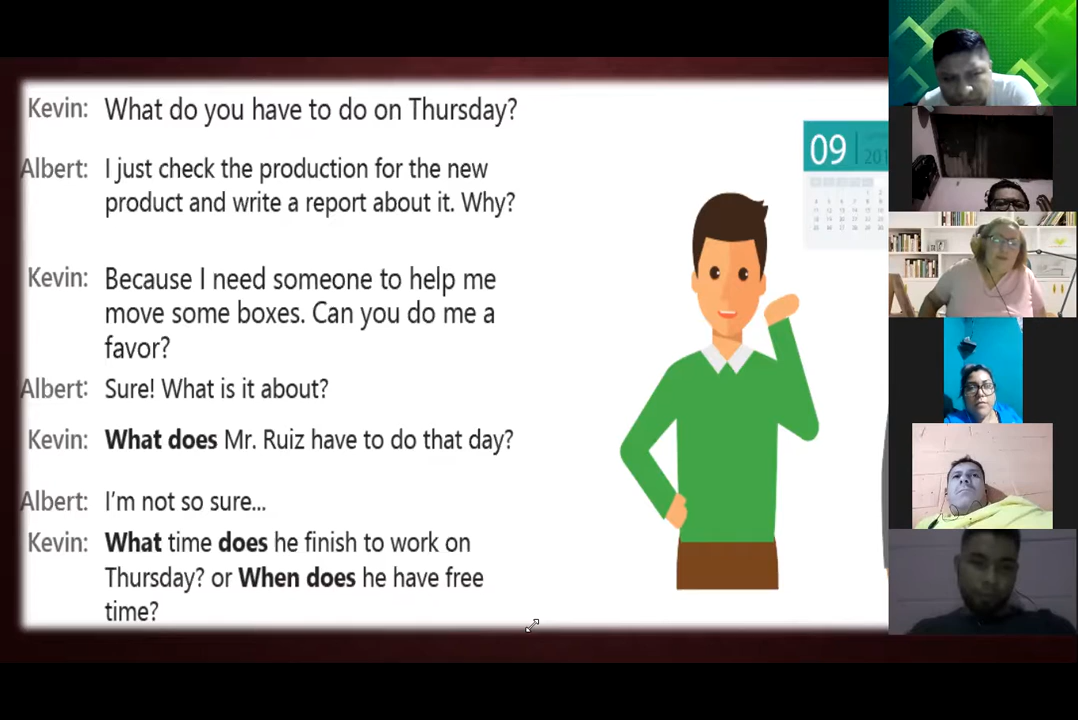 Kevin: What do you have to do on Thursday?
Albert: I just check the production for the new
product and write a report about it. Why?
Kevin: Because I need someone to help me
move some boxes. Can you do me a
favor?
Albert: Sure! What is it about?
Kevin: What does Mr. Ruiz have to do that day?
Albert: I'm not so sure...
Kevin: What time does he finish to work on
Thursday? or When does he have free
time?
09
201